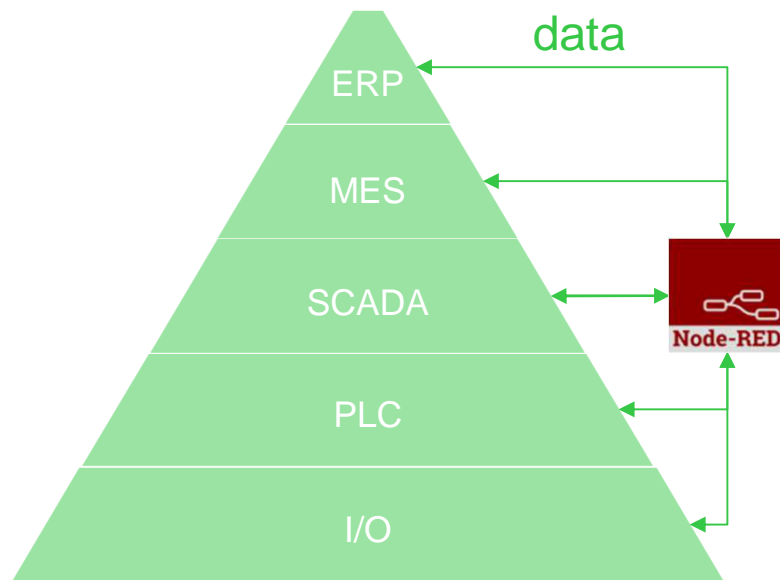 data
ERP
MES
SCADA
Node-RED
PLC
I/O